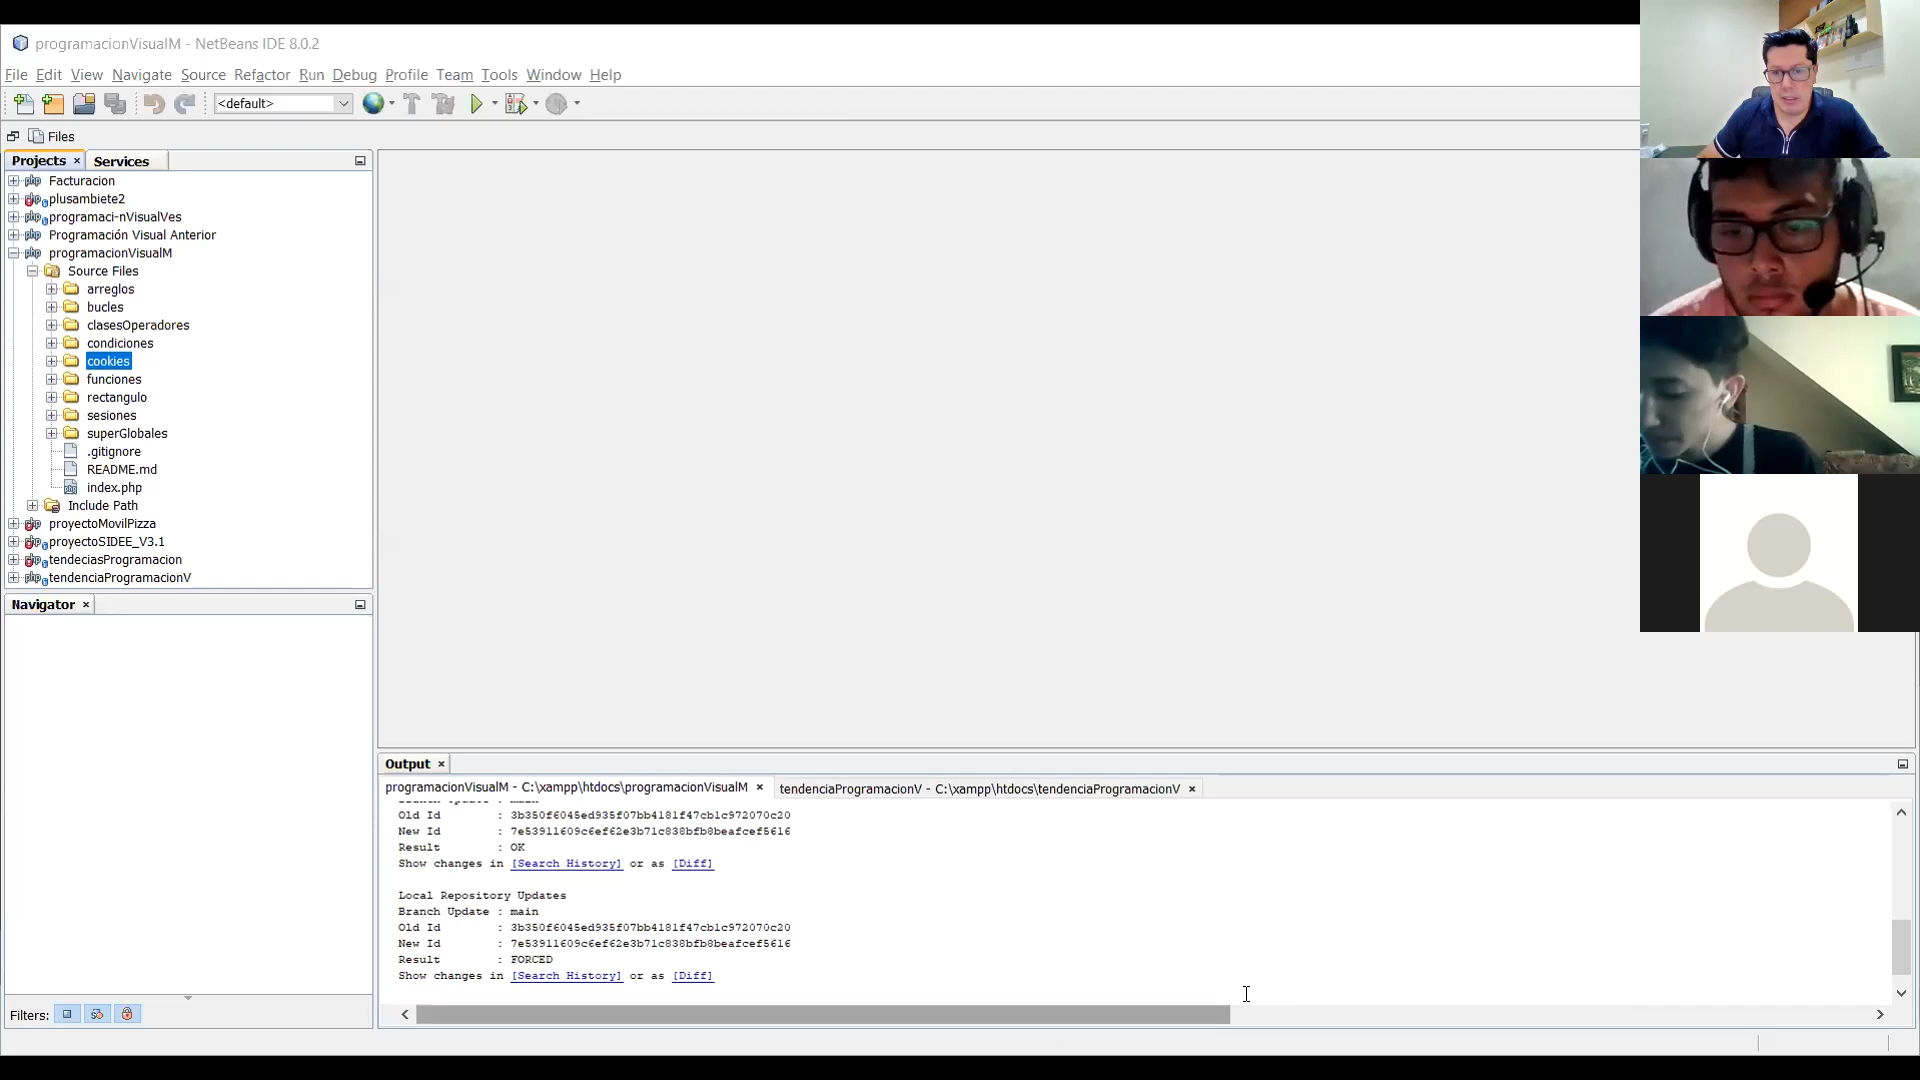 programacionVisualM - NetBeans IDE 8.0.2
File Edit View Navigate Source Refactor Run Debug Profile Team Tools Window Help
<default>
Files
Projects × Services
Facturacion
plusambiete2
programaci-nVisualVes
Programación Visual Anterior
programacionVisualM
Source Files
arreglos
bucles
clasesOperadores
condiciones
cookies
funciones
rectangulo
sesiones
superGlobales
.gitignore
README.md
index.php
Include Path
proyectoMovilPizza
proyectoSIDEE_V3.1
tendeciasProgramacion
tendenciaProgramacionV
Navigator ×
Filters:
Output ×
programacionVisualM - C:\xampp\htdocs\programacionVisualM × tendenciaProgramacionV - C:\xampp\htdocs\tendenciaProgramacionV ×
Branch Update : main
Old Id : 3b350f6045ed935f07bb4181f47cb1c972070c20
New Id : 7e53911609c6ef62e3b71c838bfb8beafcef5616
Result : OK
Show changes in [Search History] or as [Diff]
Local Repository Updates
Branch Update : main
Old Id : 3b350f6045ed935f07bb4181f47cb1c972070c20
New Id : 7e53911609c6ef62e3b71c838bfb8beafcef5616
Result : FORCED
Show changes in [Search History] or as [Diff]